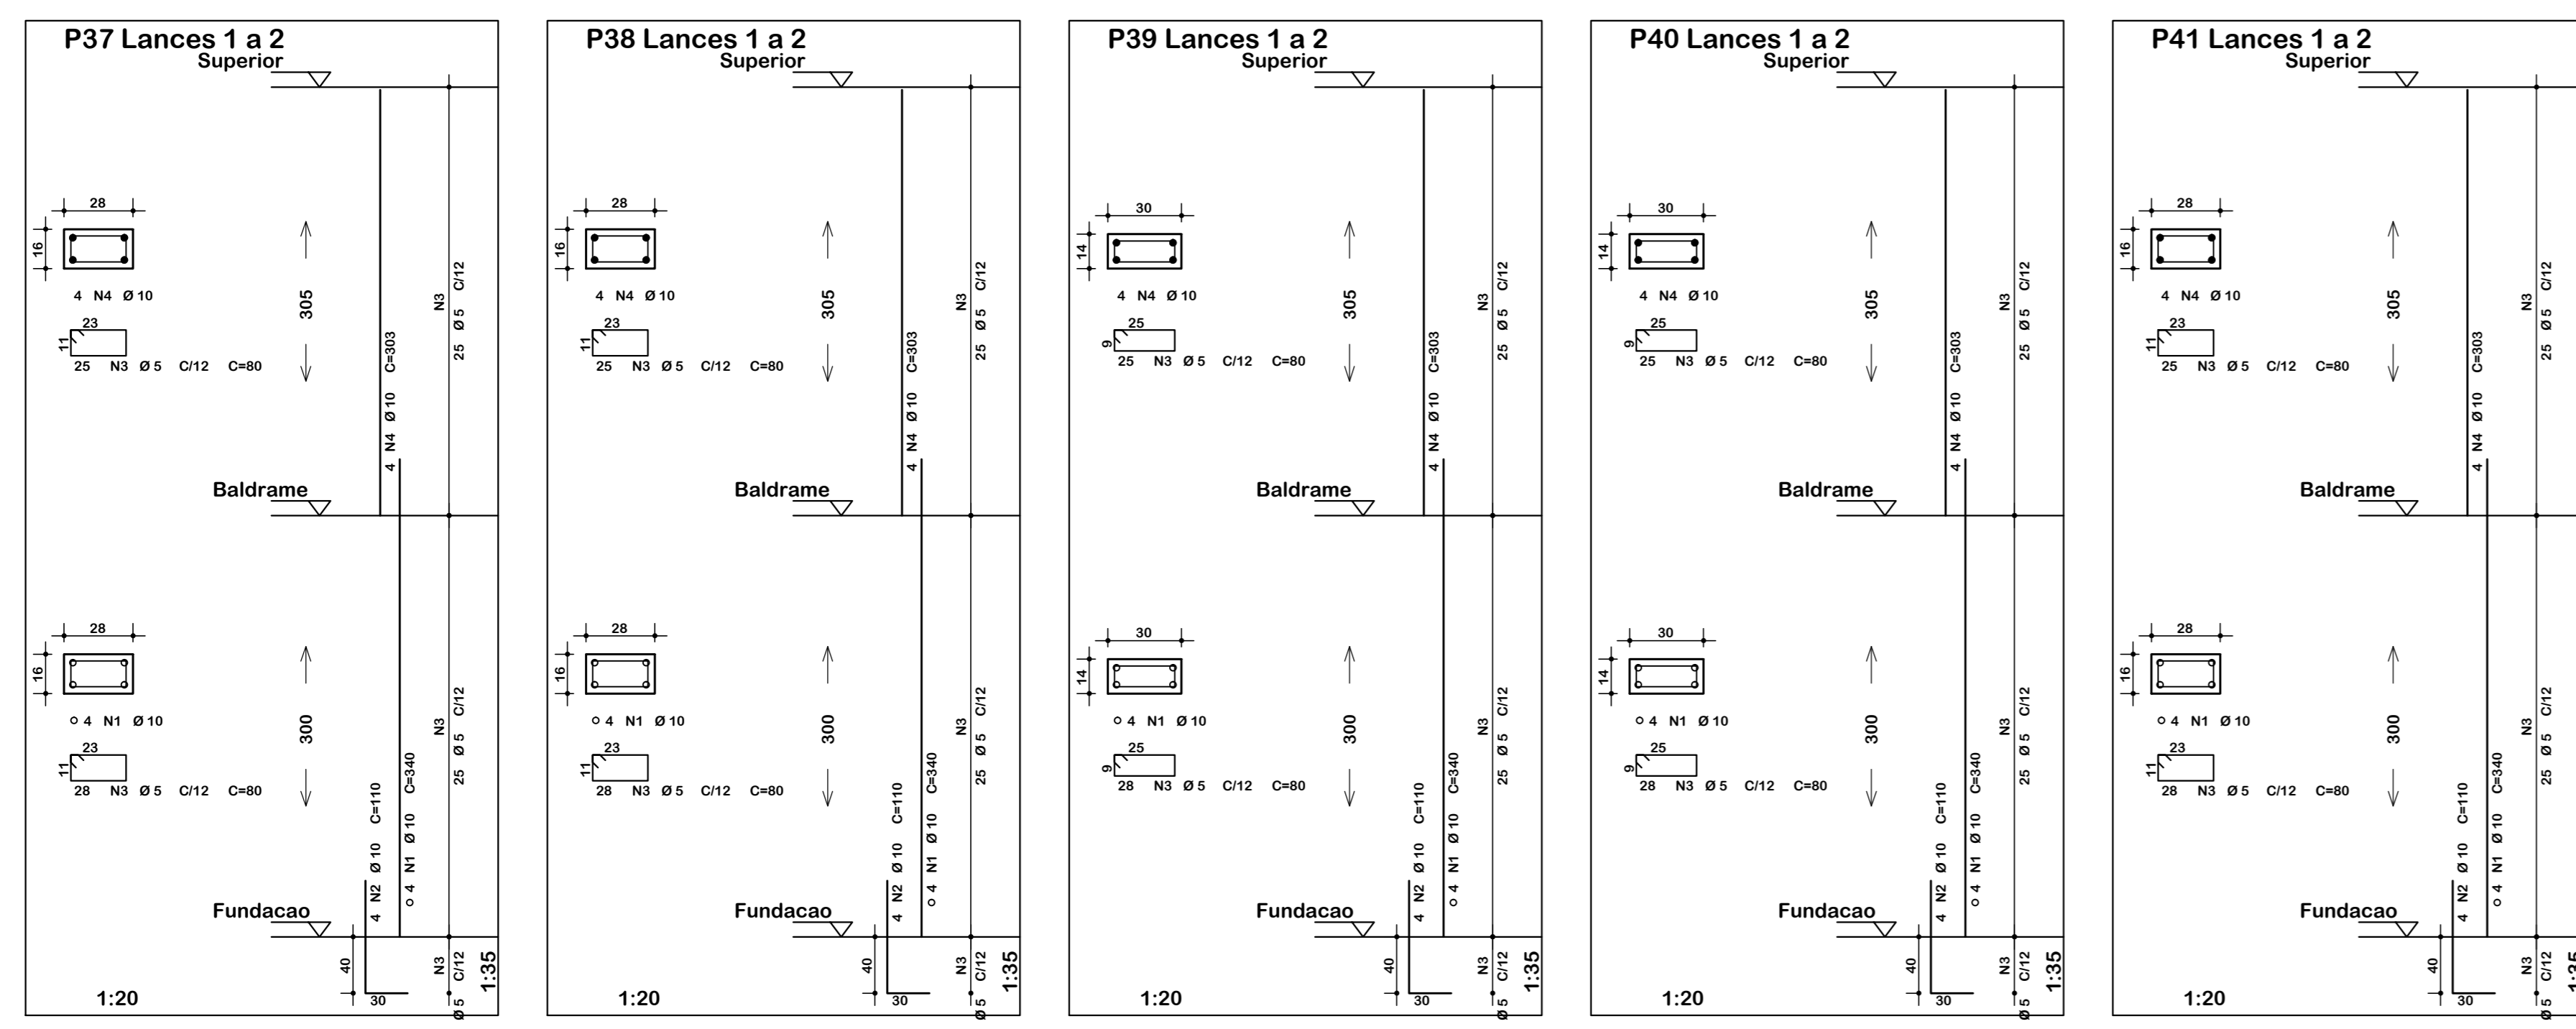 P37 Lances 1 a 2
Superior
28
16
4 N4 Ø 10
23
11
25 N3 Ø 5 C/12 C=80
305
4 N4 Ø 10 C=303
N3
25 Ø 5 C/12
Baldrame
28
16
4 N1 Ø 10
23
11
28 N3 Ø 5 C/12 C=80
300
4 N2 Ø 10 C=110
4 N1 Ø 10 C=340
N3
25 Ø 5 C/12
Fundacao
40
30
N3
Ø 5 C/12
1:20
1:35
P38 Lances 1 a 2
Superior
28
16
4 N4 Ø 10
23
11
25 N3 Ø 5 C/12 C=80
305
4 N4 Ø 10 C=303
N3
25 Ø 5 C/12
Baldrame
28
16
4 N1 Ø 10
23
11
28 N3 Ø 5 C/12 C=80
300
4 N2 Ø 10 C=110
4 N1 Ø 10 C=340
N3
25 Ø 5 C/12
Fundacao
40
30
N3
Ø 5 C/12
1:20
1:35
P39 Lances 1 a 2
Superior
30
14
4 N4 Ø 10
25
9
25 N3 Ø 5 C/12 C=80
305
4 N4 Ø 10 C=303
N3
25 Ø 5 C/12
Baldrame
30
14
4 N1 Ø 10
25
9
28 N3 Ø 5 C/12 C=80
300
4 N2 Ø 10 C=110
4 N1 Ø 10 C=340
N3
25 Ø 5 C/12
Fundacao
40
30
N3
Ø 5 C/12
1:20
1:35
P40 Lances 1 a 2
Superior
30
14
4 N4 Ø 10
25
9
25 N3 Ø 5 C/12 C=80
305
4 N4 Ø 10 C=303
N3
25 Ø 5 C/12
Baldrame
30
14
4 N1 Ø 10
25
9
28 N3 Ø 5 C/12 C=80
300
4 N2 Ø 10 C=110
4 N1 Ø 10 C=340
N3
25 Ø 5 C/12
Fundacao
40
30
N3
Ø 5 C/12
1:20
1:35
P41 Lances 1 a 2
Superior
28
16
4 N4 Ø 10
23
11
25 N3 Ø 5 C/12 C=80
305
4 N4 Ø 10 C=303
N3
25 Ø 5 C/12
Baldrame
28
16
4 N1 Ø 10
23
11
28 N3 Ø 5 C/12 C=80
300
4 N2 Ø 10 C=110
4 N1 Ø 10 C=340
N3
25 Ø 5 C/12
Fundacao
40
30
N3
Ø 5 C/12
1:20
1:35